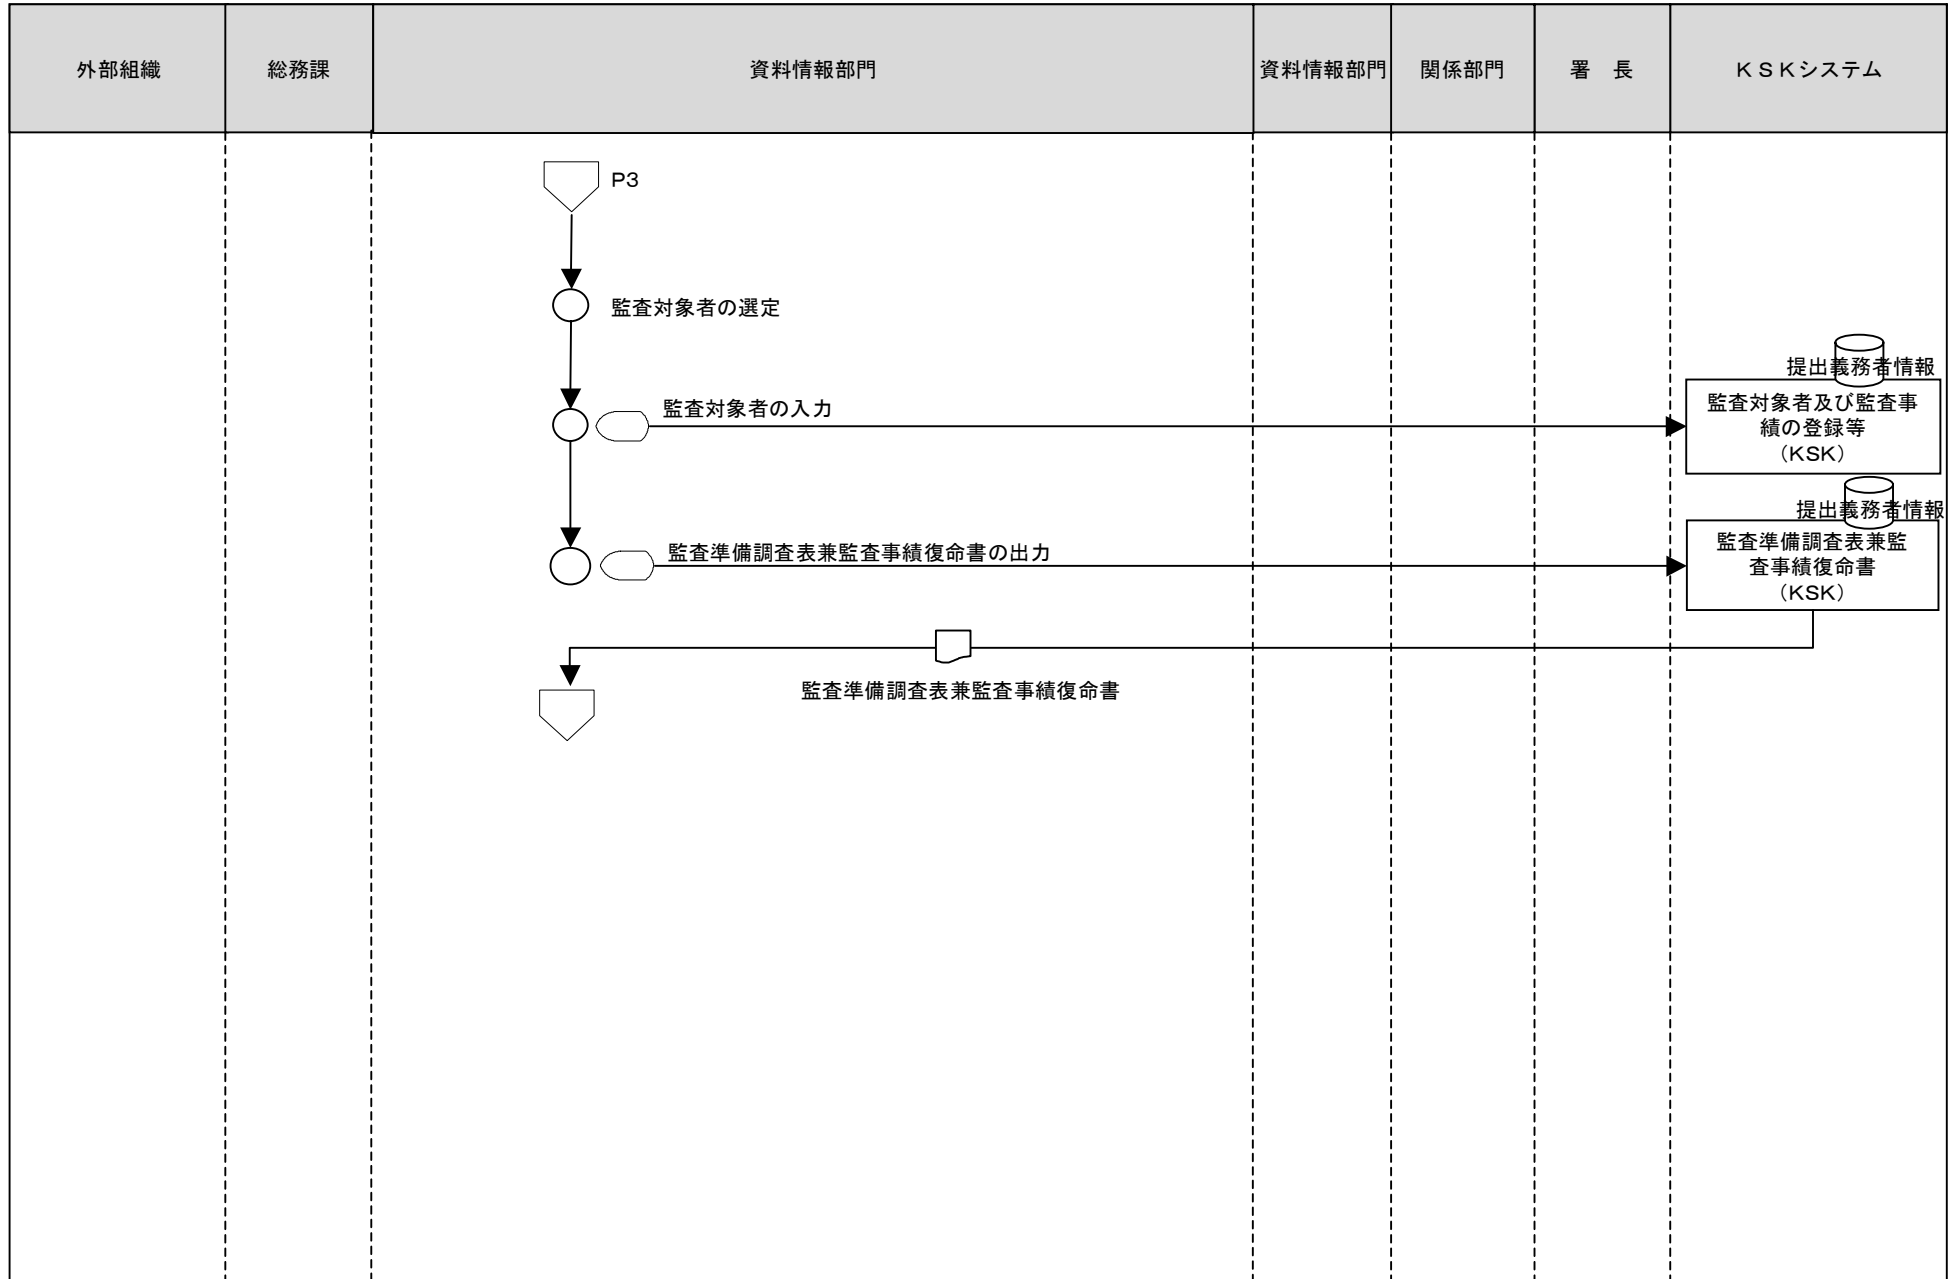 外部組織
総務課
資料情報部門
資料情報部門
関係部門
署　長
ＫＳＫシステム
P3
監査対象者の選定
提出義務者情報
監査対象者の入力
監査対象者及び監査事
績の登録等
（KSK）
提出義務者情報
監査準備調査表兼監査事績復命書の出力
監査準備調査表兼監
査事績復命書
（KSK）
監査準備調査表兼監査事績復命書